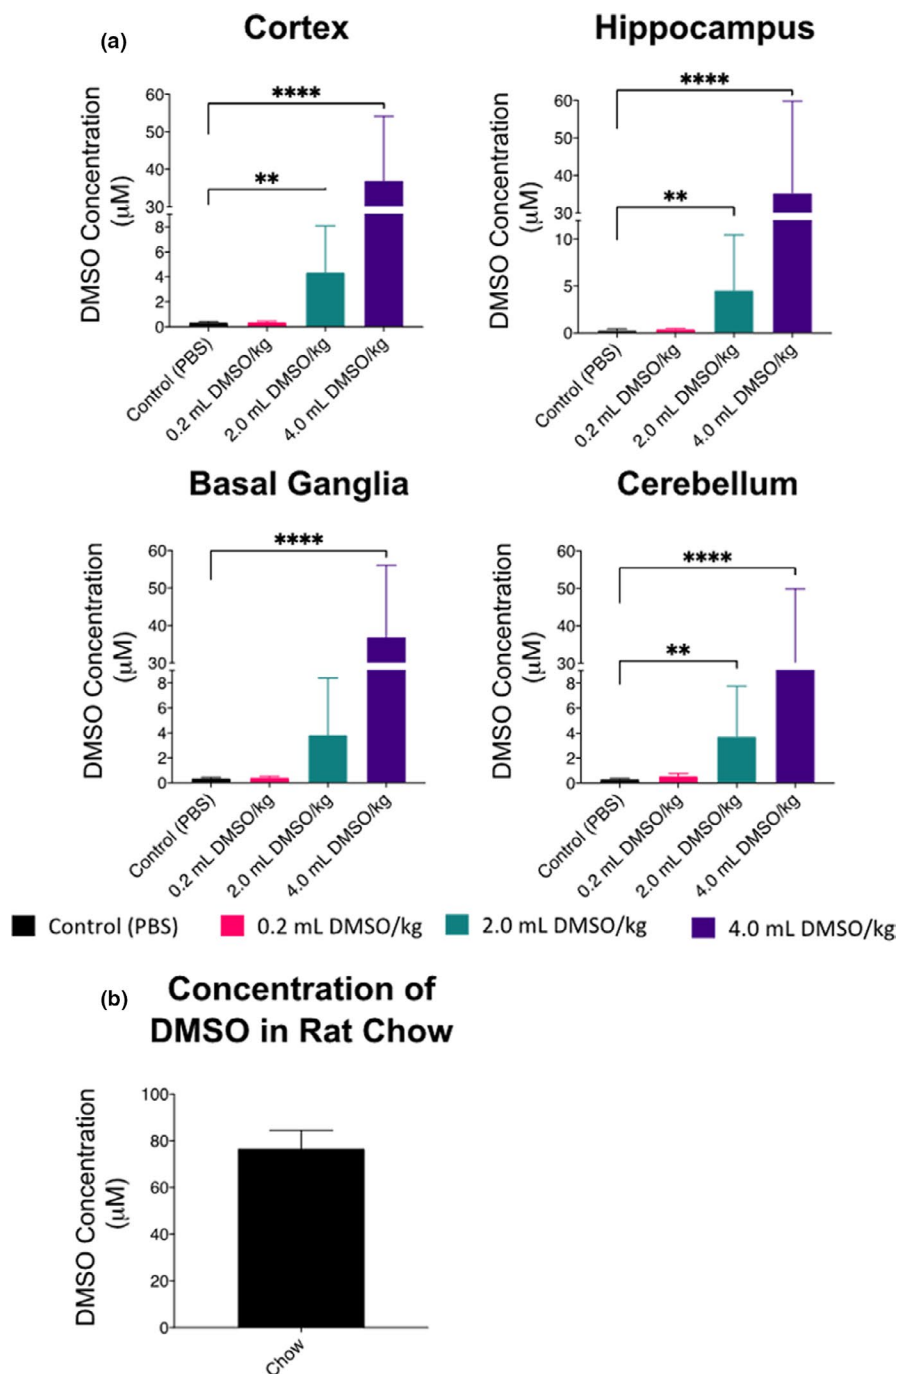 (a)
Cortex
DMSO Concentration
(μM)
60
50
40
30
8
6
4
2
0
****
**
Control (PBS)
0.2 mL DMSO/kg
2.0 mL DMSO/kg
4.0 mL DMSO/kg
Hippocampus
DMSO Concentration
(μM)
60
50
40
30
10
5
0
****
**
Control (PBS)
0.2 mL DMSO/kg
2.0 mL DMSO/kg
4.0 mL DMSO/kg
Basal Ganglia
DMSO Concentration
(μM)
60
50
40
30
8
6
4
2
0
****
Control (PBS)
0.2 mL DMSO/kg
2.0 mL DMSO/kg
4.0 mL DMSO/kg
Cerebellum
DMSO Concentration
(μM)
60
50
40
30
8
6
4
2
0
****
**
Control (PBS)
0.2 mL DMSO/kg
2.0 mL DMSO/kg
4.0 mL DMSO/kg
Control (PBS) 0.2 mL DMSO/kg 2.0 mL DMSO/kg 4.0 mL DMSO/kg
(b)
Concentration of
DMSO in Rat Chow
DMSO Concentration
(μM)
100
80
60
40
20
0
Chow